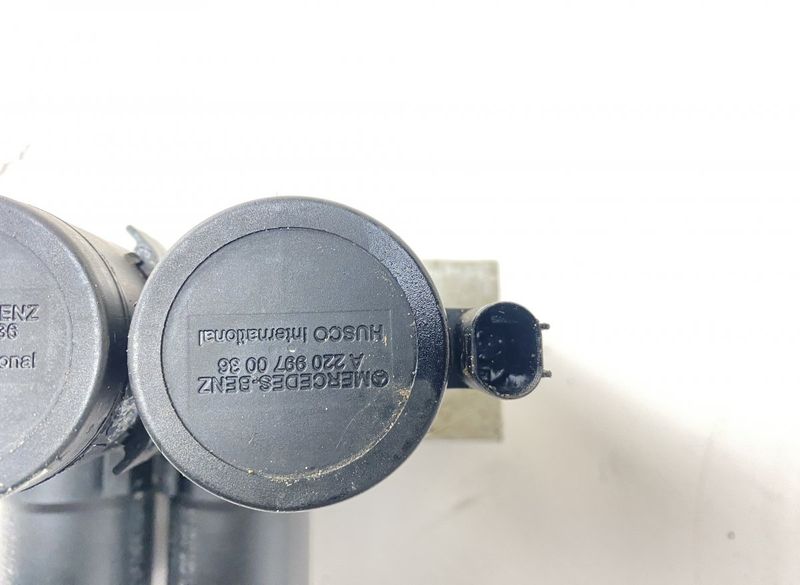 MERCEDES-BENZ
A 220 997 00 36
HUSCO International